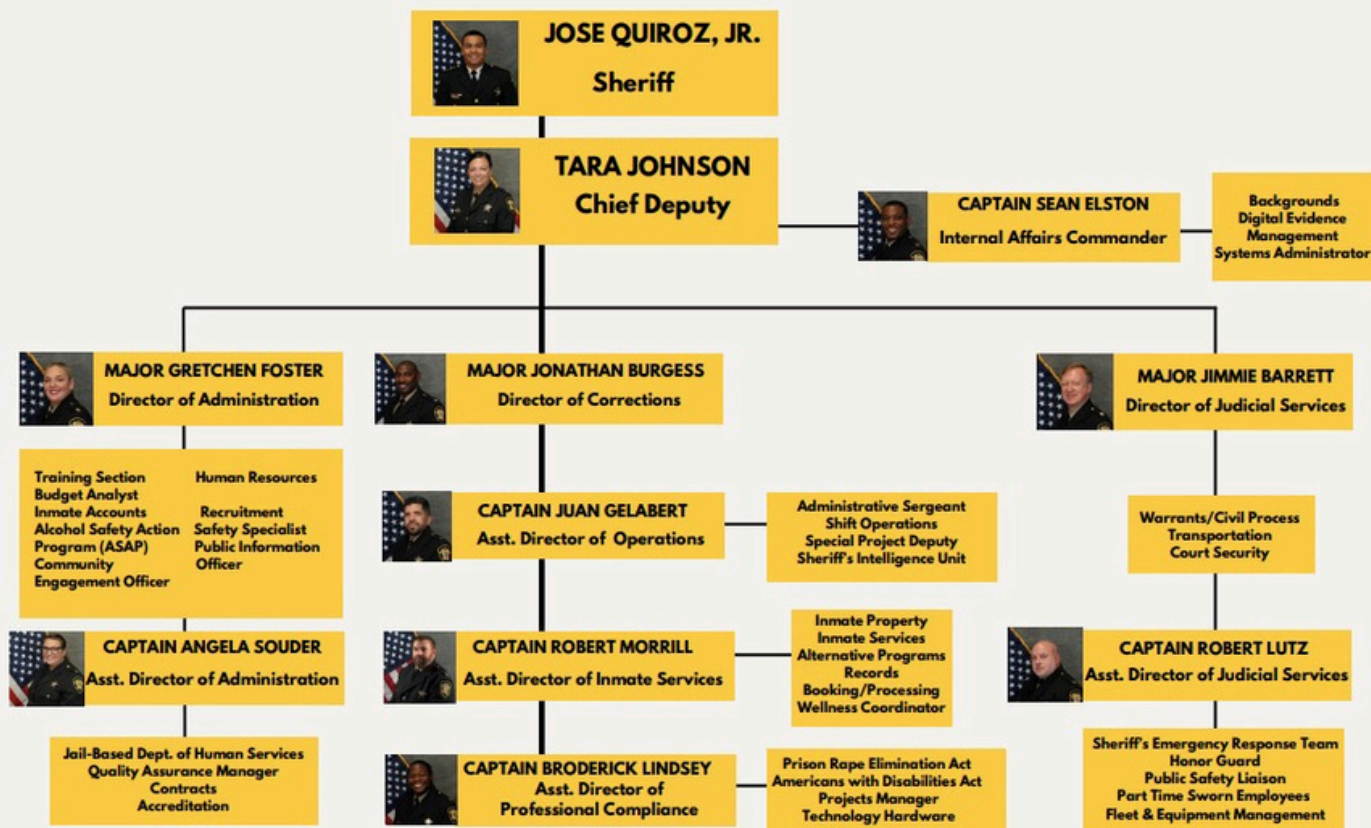 JOSE QUIROZ, JR.
Sheriff
TARA JOHNSON
Chief Deputy
CAPTAIN SEAN ELSTON
Internal Affairs Commander
Backgrounds
Digital Evidence
Management
Systems Administrator
MAJOR GRETCHEN FOSTER
Director of Administration
Training Section
Budget Analyst
Inmate Accounts
Alcohol Safety Action
Program (ASAP)
Community
Engagement Officer
Human Resources
Recruitment
Safety Specialist
Public Information
Officer
CAPTAIN ANGELA SOUDER
Asst. Director of Administration
Jail-Based Dept. of Human Services
Quality Assurance Manager
Contracts
Accreditation
MAJOR JONATHAN BURGESS
Director of Corrections
CAPTAIN JUAN GELABERT
Asst. Director of Operations
Administrative Sergeant
Shift Operations
Special Project Deputy
Sheriff's Intelligence Unit
CAPTAIN ROBERT MORRILL
Asst. Director of Inmate Services
Inmate Property
Inmate Services
Alternative Programs
Records
Booking/Processing
Wellness Coordinator
CAPTAIN BRODERICK LINDSEY
Asst. Director of
Professional Compliance
Prison Rape Elimination Act
Americans with Disabilities Act
Projects Manager
Technology Hardware
MAJOR JIMMIE BARRETT
Director of Judicial Services
Warrants/Civil Process
Transportation
Court Security
CAPTAIN ROBERT LUTZ
Asst. Director of Judicial Services
Sheriff's Emergency Response Team
Honor Guard
Public Safety Liaison
Part Time Sworn Employees
Fleet & Equipment Management